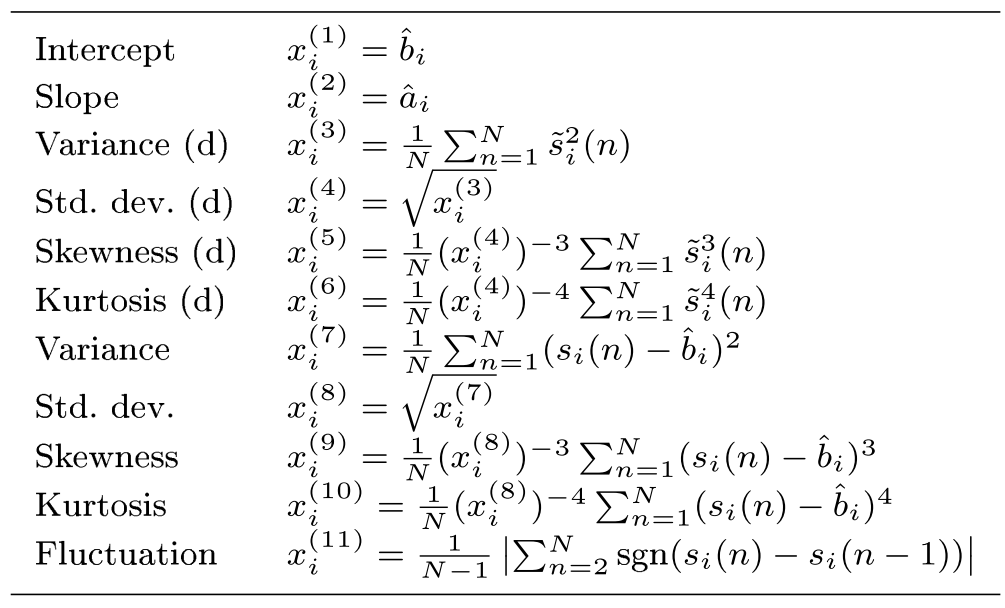 Intercept $x_i^{(1)} = \hat{b}_i$
Slope $x_i^{(2)} = \hat{a}_i$
Variance (d) $x_i^{(3)} = \frac{1}{N} \sum_{n=1}^{N} \tilde{s}_i^2(n)$
Std. dev. (d) $x_i^{(4)} = \sqrt{x_i^{(3)}}$
Skewness (d) $x_i^{(5)} = \frac{1}{N} (x_i^{(4)})^{-3} \sum_{n=1}^{N} \tilde{s}_i^3(n)$
Kurtosis (d) $x_i^{(6)} = \frac{1}{N} (x_i^{(4)})^{-4} \sum_{n=1}^{N} \tilde{s}_i^4(n)$
Variance $x_i^{(7)} = \frac{1}{N} \sum_{n=1}^{N} (s_i(n) - \hat{b}_i)^2$
Std. dev. $x_i^{(8)} = \sqrt{x_i^{(7)}}$
Skewness $x_i^{(9)} = \frac{1}{N} (x_i^{(8)})^{-3} \sum_{n=1}^{N} (s_i(n) - \hat{b}_i)^3$
Kurtosis $x_i^{(10)} = \frac{1}{N} (x_i^{(8)})^{-4} \sum_{n=1}^{N} (s_i(n) - \hat{b}_i)^4$
Fluctuation $x_i^{(11)} = \frac{1}{N-1} \left| \sum_{n=2}^{N} \text{sgn}(s_i(n) - s_i(n-1)) \right|$